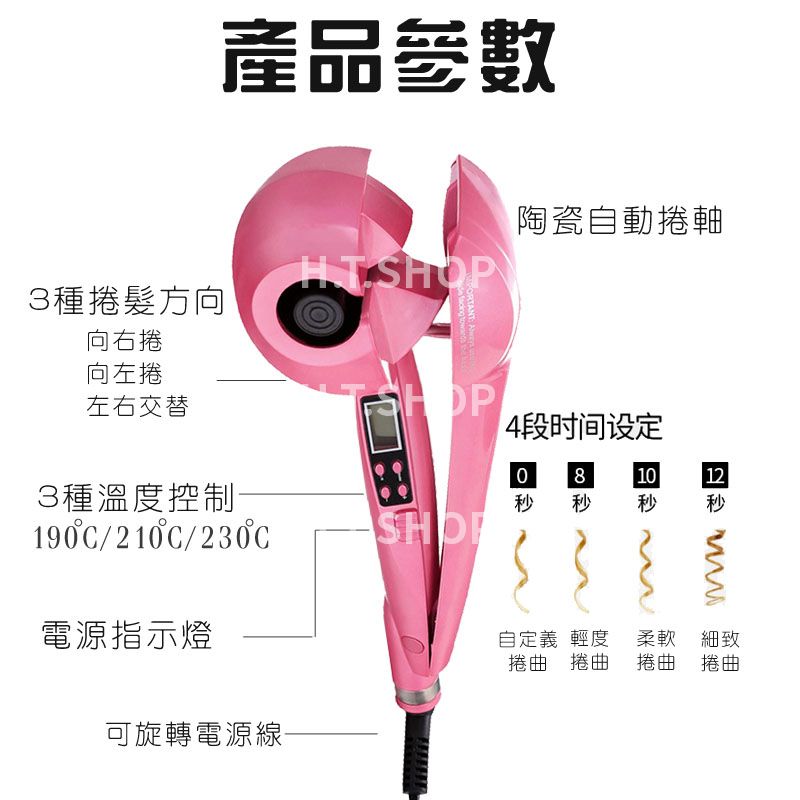 產品參數
陶瓷自動捲軸
H.T.SHOP
3種捲髮方向
向右捲
向左捲
左右交替
IMPORTANT: Always
H.T.SHOP
4段时间设定
0 8 10 12
秒 秒 秒 秒
3種溫度控制
190℃/210℃/230℃
H.T.SHOP
自定義 輕度 柔軟 細致
捲曲 捲曲 捲曲 捲曲
電源指示燈
可旋轉電源線